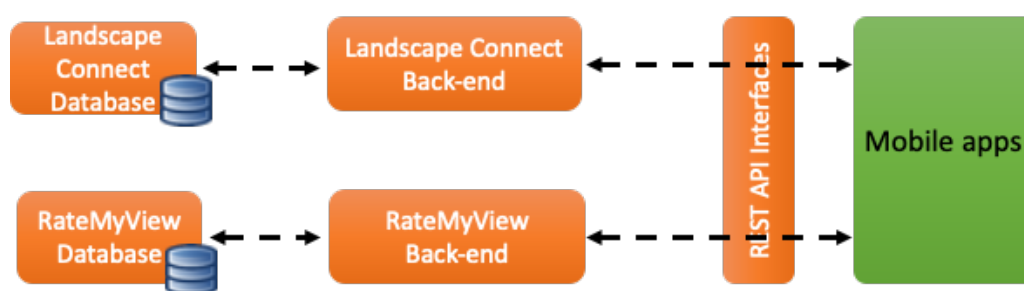 Landscape
Connect
Database
Landscape Connect
Back-end
REST API Interfaces
Mobile apps
RateMyView
Database
RateMyView
Back-end